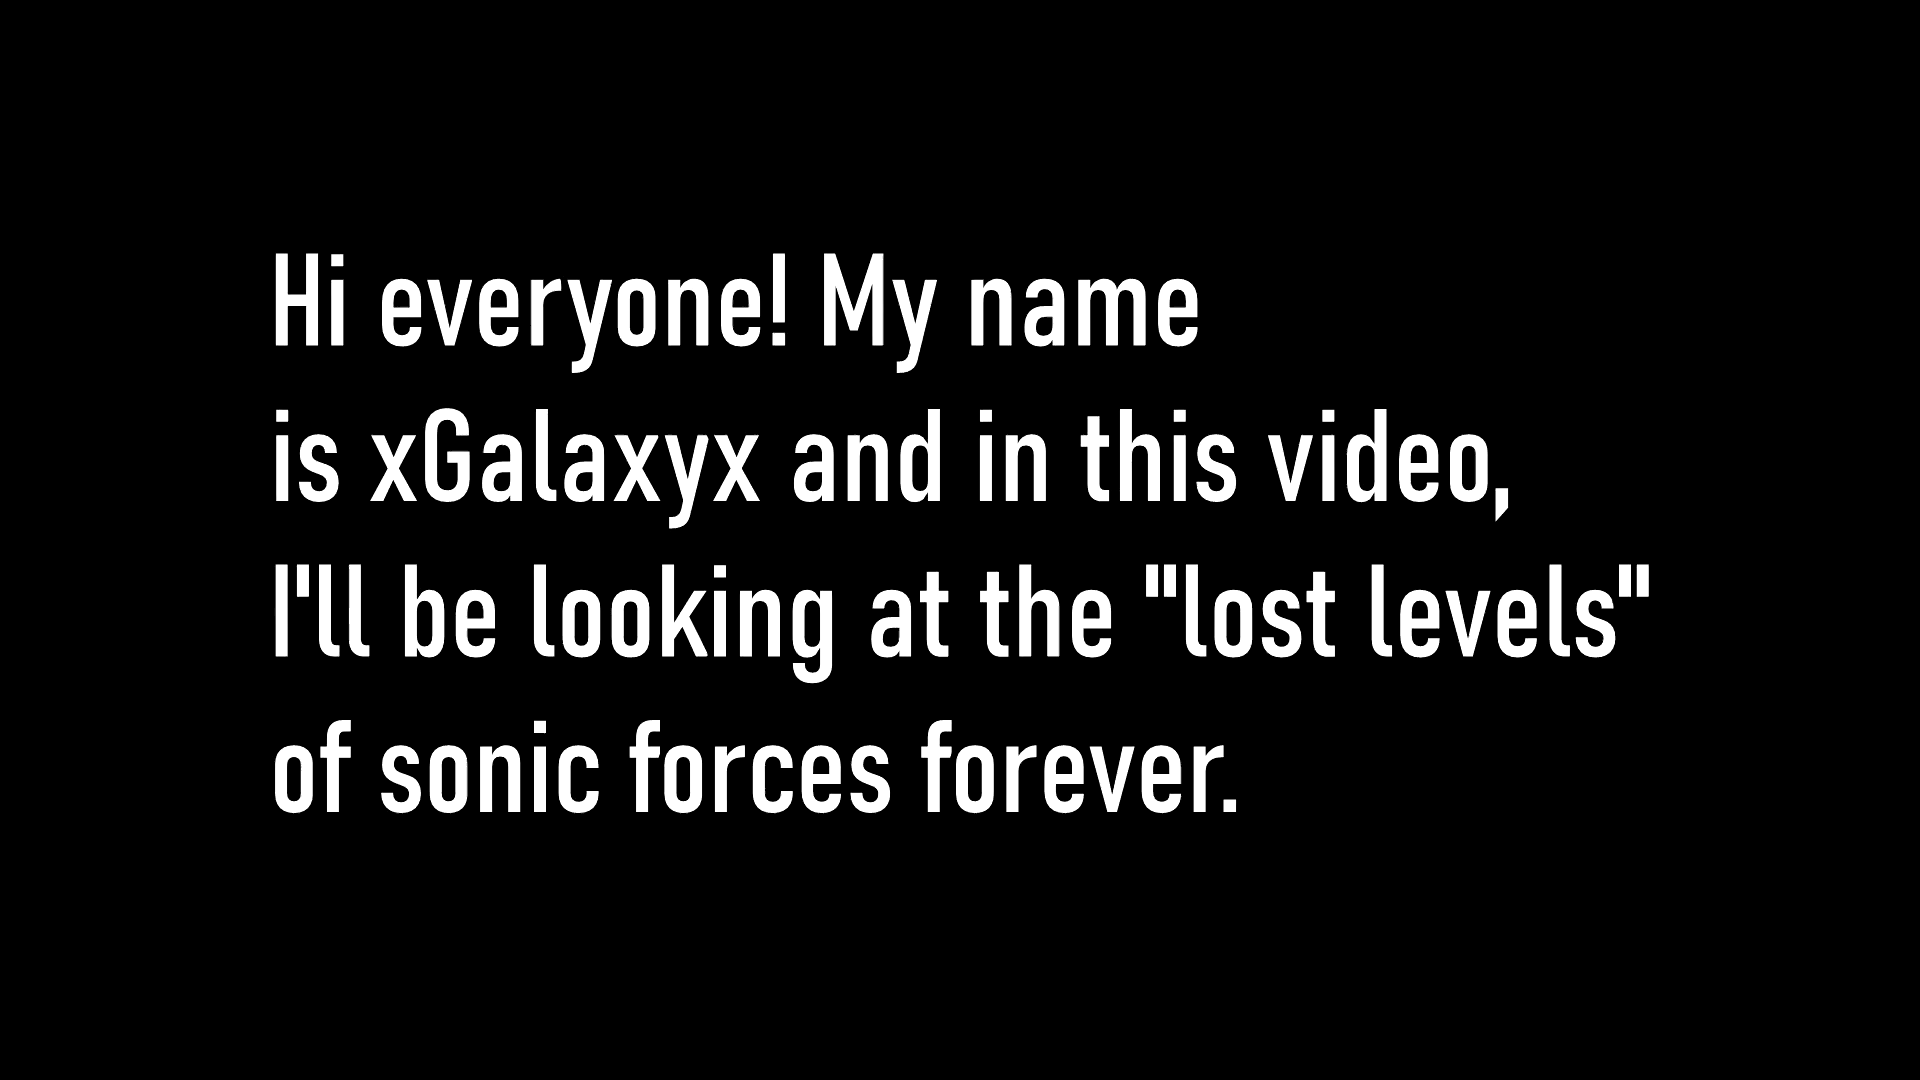 Hi everyone! My name
is xGalaxyx and in this video,
I'll be looking at the "lost levels"
of sonic forces forever.